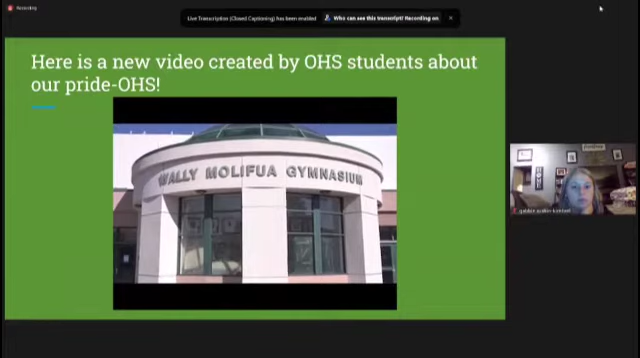 Recording
Live Transcription (Closed Captioning) has been enabled
Who can see this transcript? Recording on
Here is a new video created by OHS students about
our pride-OHS!
WALLY MOLIFUA GYMNASIUM